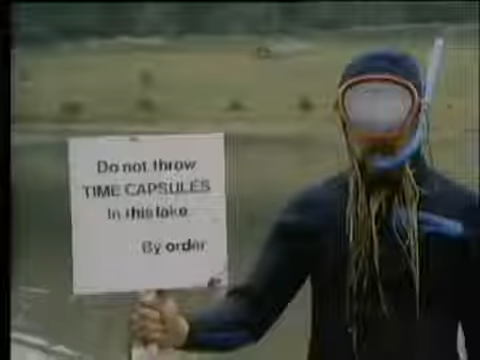 Do not throw
TIME CAPSULES
In this lake
By order